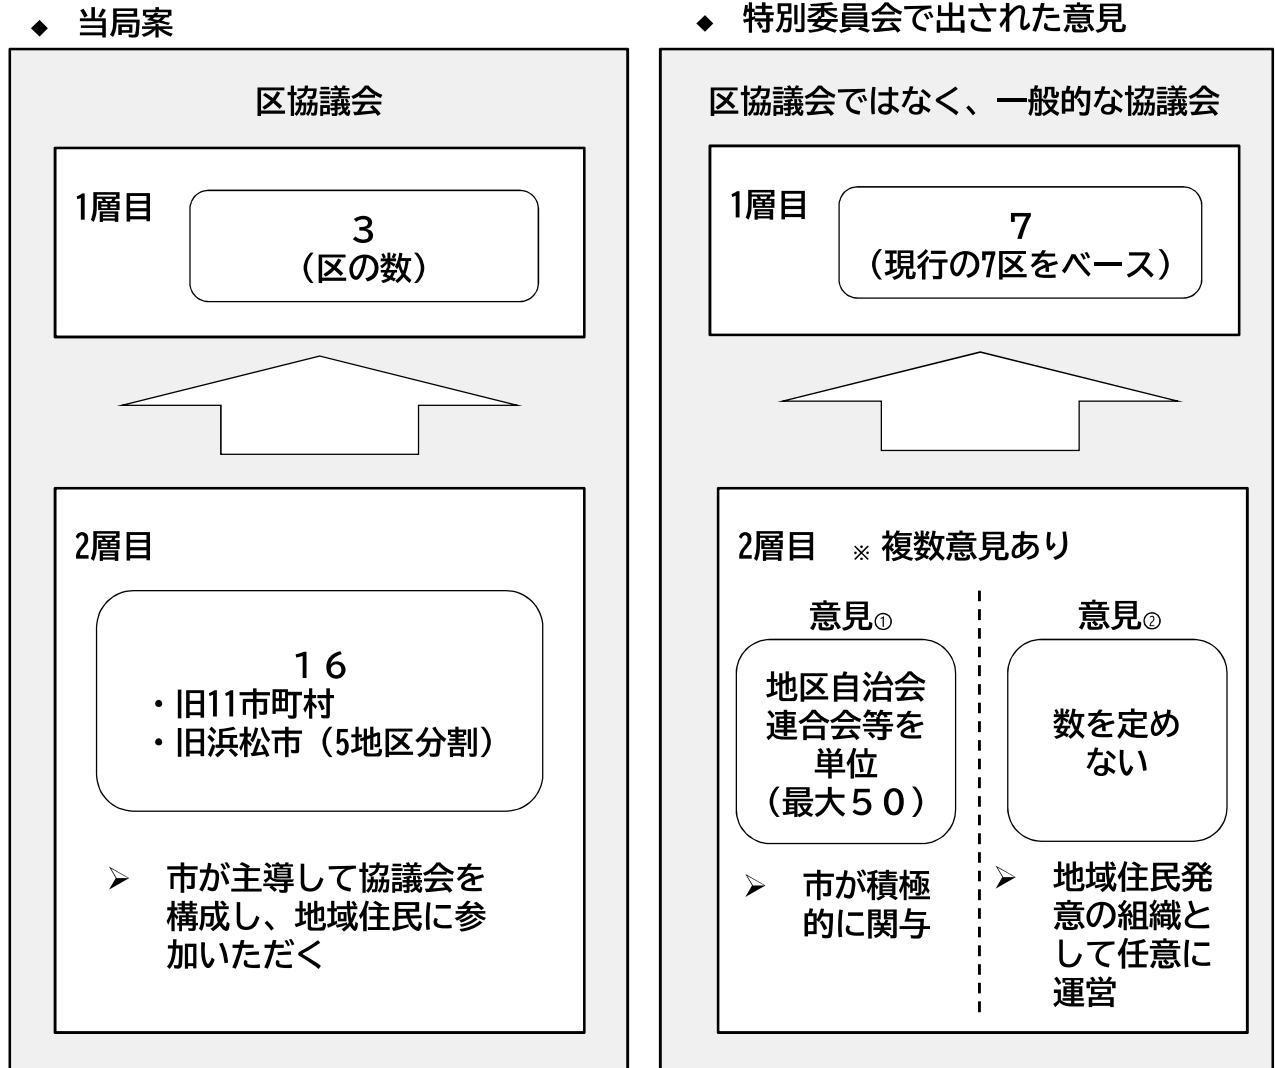 ◆ 当局案
区協議会
1層目
３
（区の数）
2層目
１６
・旧11市町村
・旧浜松市（5地区分割）
➢ 市が主導して協議会を
構成し、地域住民に参
加いただく
◆ 特別委員会で出された意見
区協議会ではなく、一般的な協議会
1層目
７
（現行の7区をベース）
2層目 ※ 複数意見あり
意見①
地区自治会
連合会等を
単位
（最大５０）
➢ 市が積極
的に関与
意見②
数を定め
ない
➢ 地域住民発
意の組織と
して任意に
運営